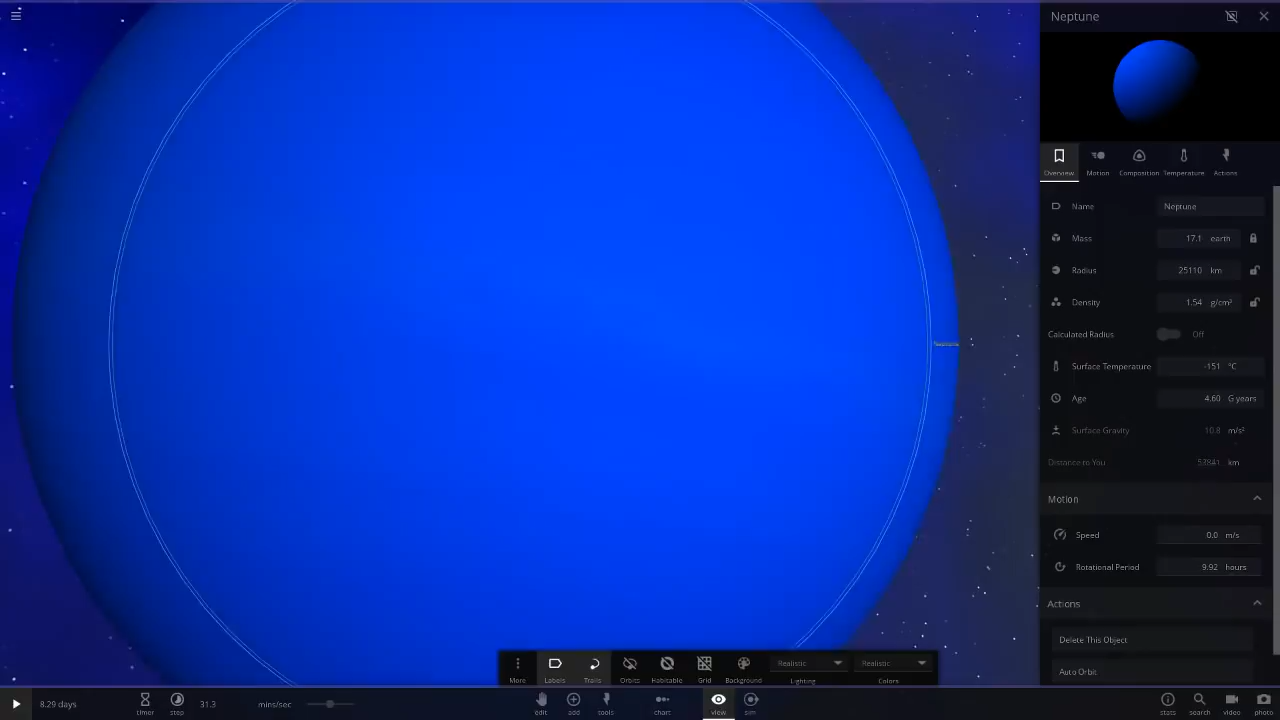 Neptune
Overview
Motion
Composition
Temperature
Actions
Name
Neptune
Mass
17.1 earth
Radius
25110 km
Density
1.54 g/cm³
Calculated Radius
Off
Surface Temperature
-151 °C
Age
4.60 G years
Surface Gravity
10.8 m/s²
Distance to You
53841 km
Motion
Speed
0.0 m/s
Rotational Period
9.92 hours
Actions
Delete This Object
Auto Orbit
More
Labels
Trails
Orbits
Habitable
Grid
Background
Realistic
Lighting
Realistic
Colors
8.29 days
timer
step
31.3 mins/sec
edit
add
tools
chart
view
sim
stats
search
video
photo